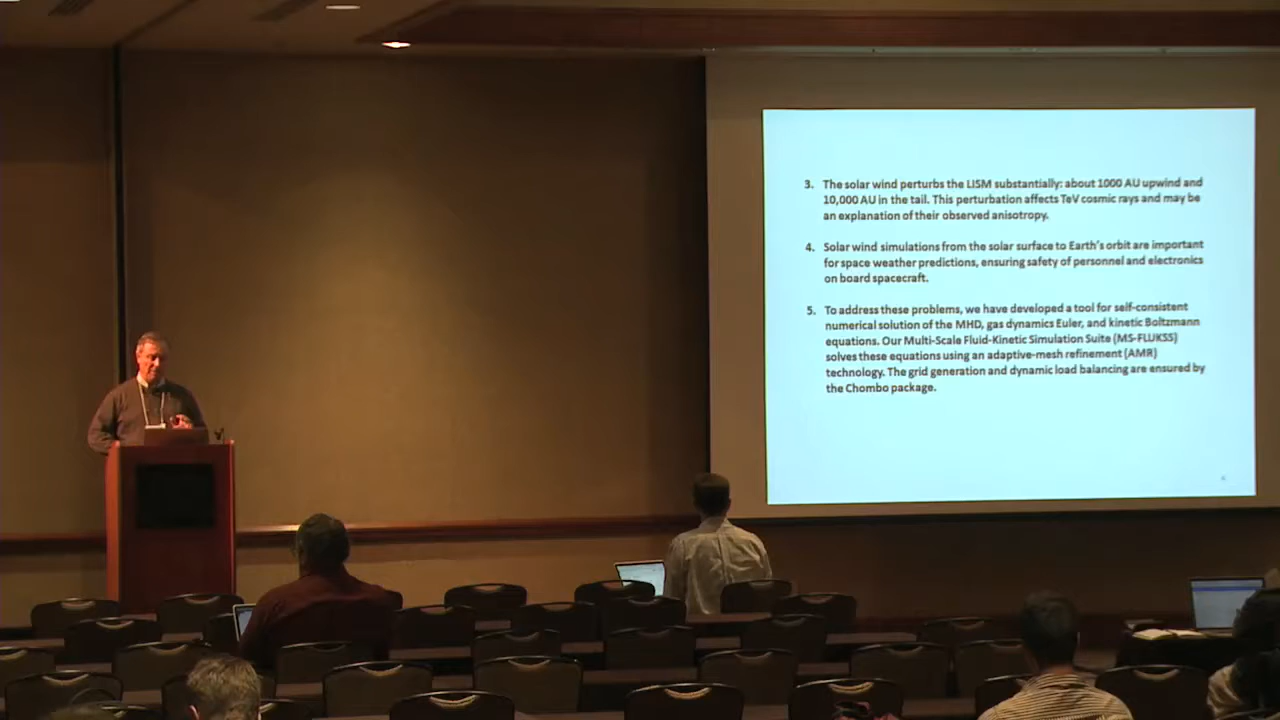 3. The solar wind perturbs the LISM substantially: about 1000 AU upwind and
10,000 AU in the tail. This perturbation affects TeV cosmic rays and may be
an explanation of their observed anisotropy.
4. Solar wind simulations from the solar surface to Earth's orbit are important
for space weather predictions, ensuring safety of personnel and electronics
on board spacecraft.
5. To address these problems, we have developed a tool for self-consistent
numerical solution of the MHD, gas dynamics Euler, and kinetic Boltzmann
equations. Our Multi-Scale Fluid-Kinetic Simulation Suite (MS-FLUKSS)
solves these equations using an adaptive-mesh refinement (AMR)
technology. The grid generation and dynamic load balancing are ensured by
the Chombo package.